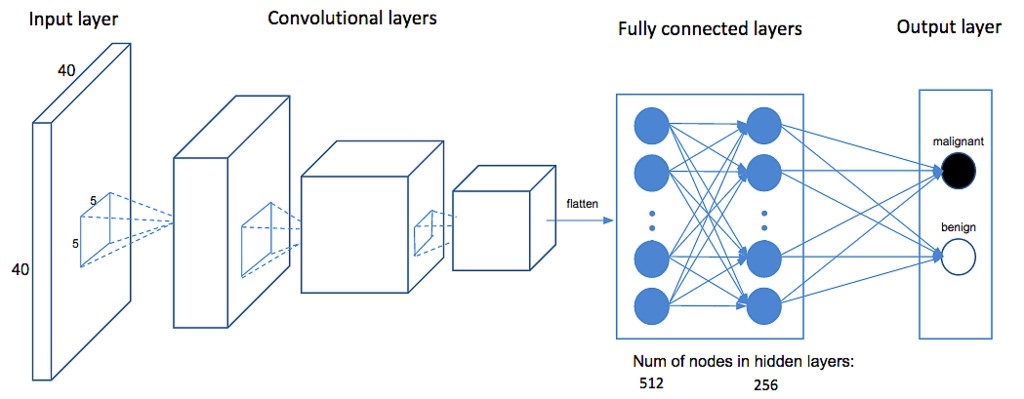 Input layer
Convolutional layers
Fully connected layers
Output layer
40
40
5
5
flatten
malignant
benign
Num of nodes in hidden layers:
512
256